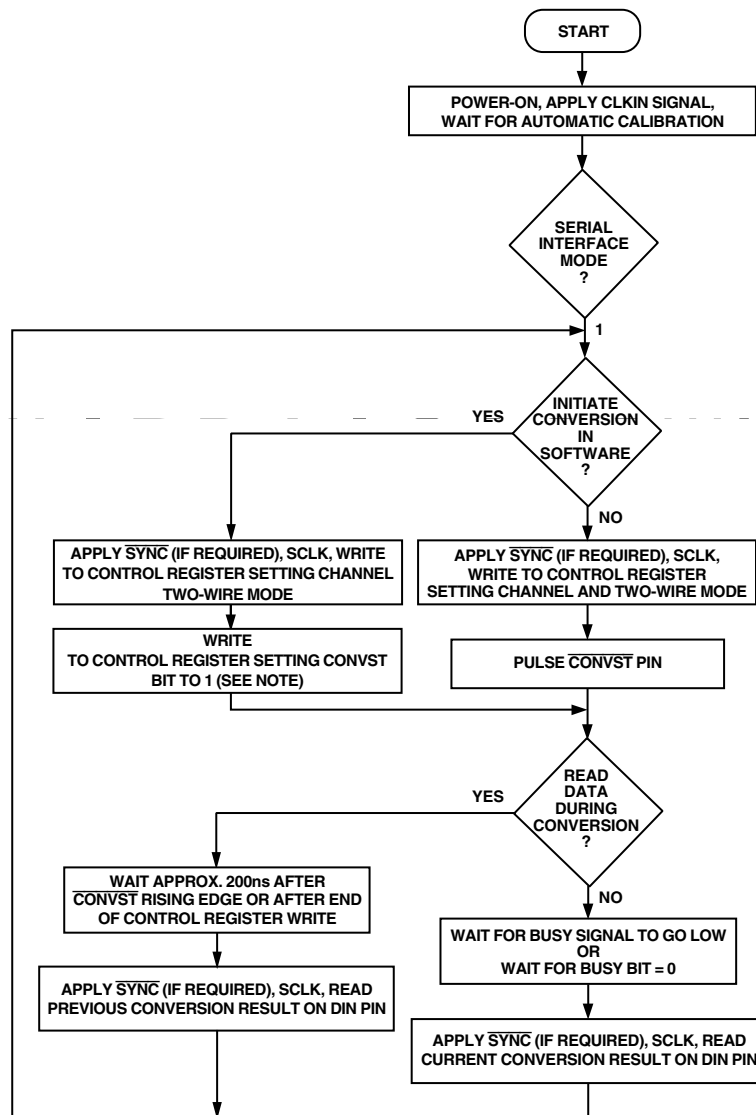 START
POWER-ON, APPLY CLKIN SIGNAL,
WAIT FOR AUTOMATIC CALIBRATION
SERIAL
INTERFACE
MODE
?
1
INITIATE
CONVERSION
IN
SOFTWARE
?
YES
NO
APPLY SYNC (IF REQUIRED), SCLK, WRITE
TO CONTROL REGISTER SETTING CHANNEL
TWO-WIRE MODE
APPLY SYNC (IF REQUIRED), SCLK,
WRITE TO CONTROL REGISTER
SETTING CHANNEL AND TWO-WIRE MODE
WRITE
TO CONTROL REGISTER SETTING CONVST
BIT TO 1 (SEE NOTE)
PULSE CONVST PIN
READ
DATA
DURING
CONVERSION
?
YES
NO
WAIT APPROX. 200ns AFTER
CONVST RISING EDGE OR AFTER END
OF CONTROL REGISTER WRITE
WAIT FOR BUSY SIGNAL TO GO LOW
OR
WAIT FOR BUSY BIT = 0
APPLY SYNC (IF REQUIRED), SCLK, READ
PREVIOUS CONVERSION RESULT ON DIN PIN
APPLY SYNC (IF REQUIRED), SCLK, READ
CURRENT CONVERSION RESULT ON DIN PIN